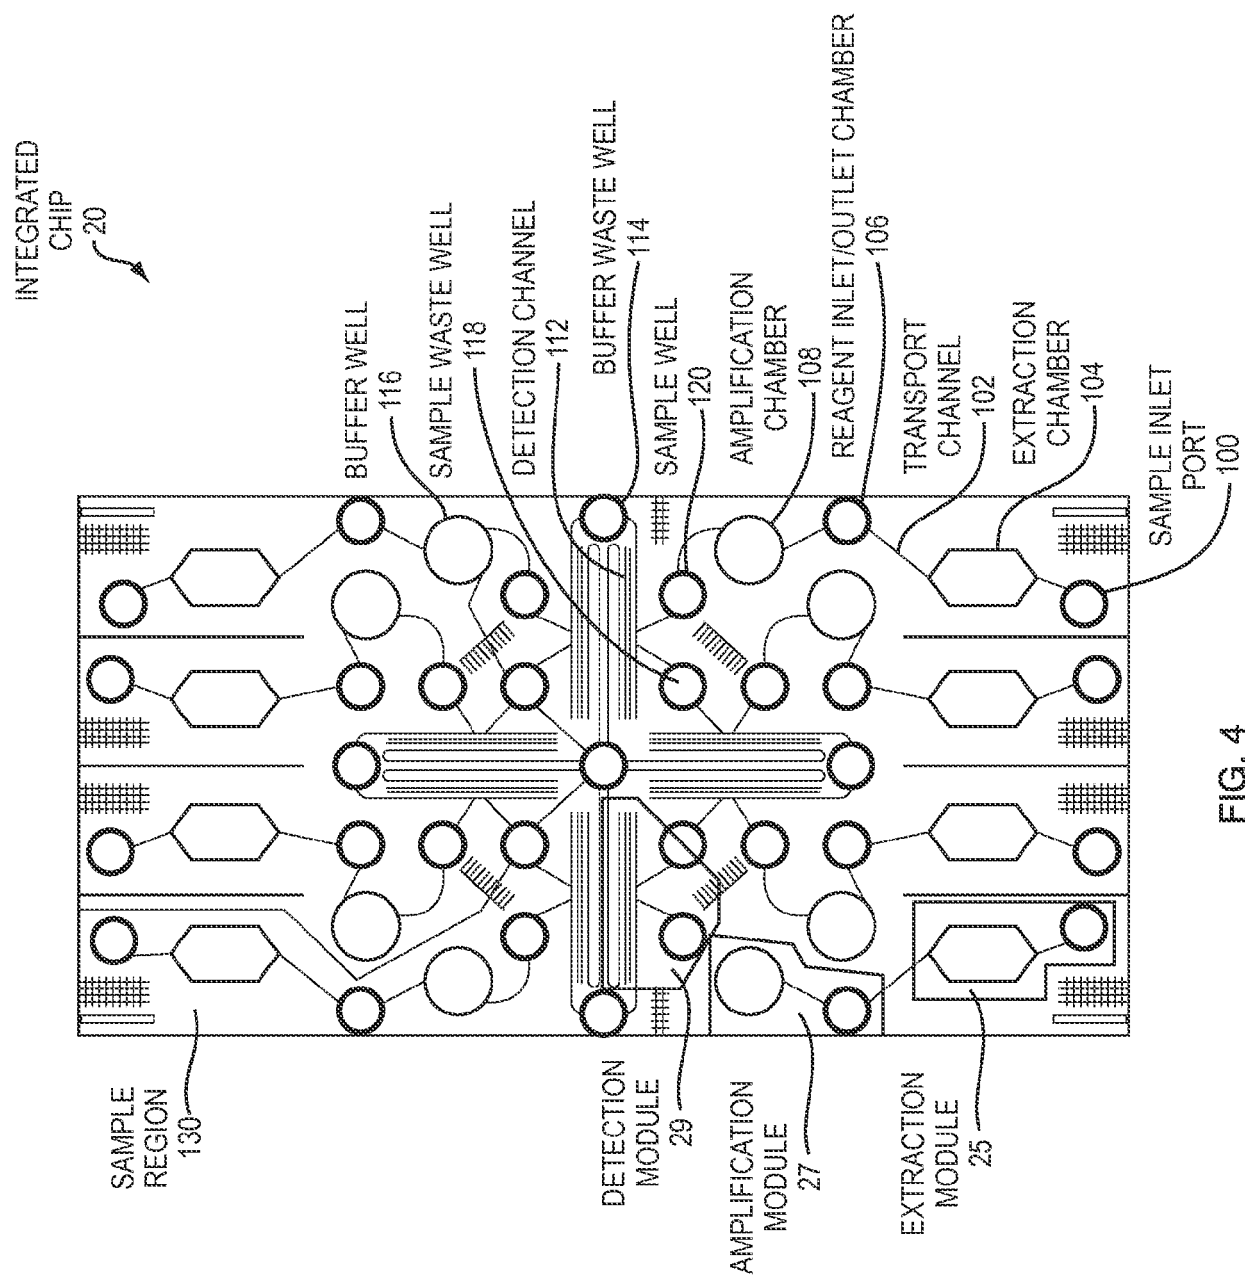 INTEGRATED
CHIP
20
BUFFER WELL
116
SAMPLE WASTE WELL
118
DETECTION CHANNEL
112
BUFFER WASTE WELL
114
SAMPLE WELL
120
AMPLIFICATION
CHAMBER
108
REAGENT INLET/OUTLET CHAMBER
106
TRANSPORT
CHANNEL
102
EXTRACTION
CHAMBER
104
SAMPLE INLET
PORT
100
SAMPLE
REGION
130
DETECTION
MODULE
29
AMPLIFICATION
MODULE
27
EXTRACTION
MODULE
25
FIG. 4